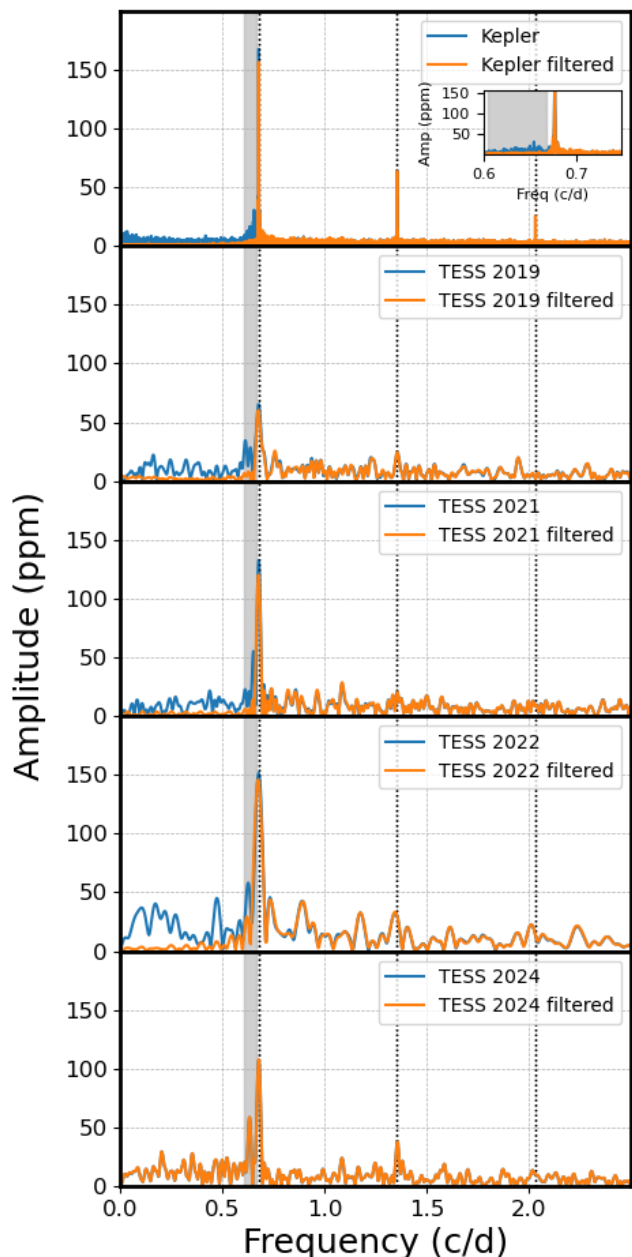 Kepler
Kepler filtered
150
100
50
0
Amp (ppm)
150
100
50
0.6
0.7
Freq (c/d)
TESS 2019
TESS 2019 filtered
150
100
50
0
TESS 2021
TESS 2021 filtered
150
100
50
0
TESS 2022
TESS 2022 filtered
150
100
50
0
TESS 2024
TESS 2024 filtered
150
100
50
0
Amplitude (ppm)
0.0
0.5
1.0
1.5
2.0
Frequency (c/d)